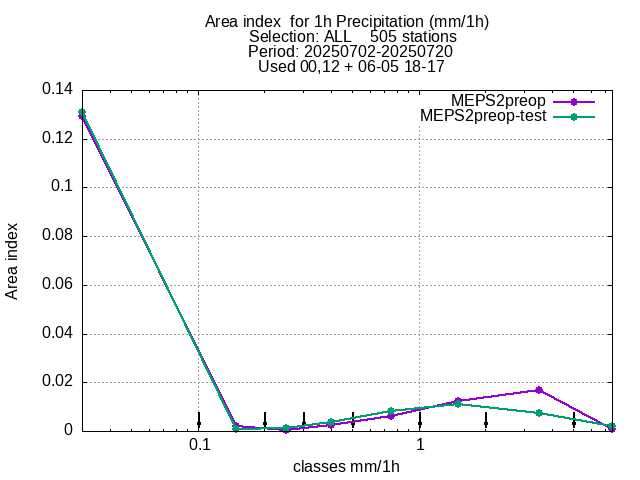 Area index  for 1h Precipitation (mm/1h)
Selection: ALL    505 stations
Period: 20250702-20250720
Used 00,12 + 06-05 18-17
MEPS2preop
MEPS2preop-test
0.14
0.12
0.1
0.08
0.06
0.04
0.02
0
Area index
0.1 1
classes mm/1h